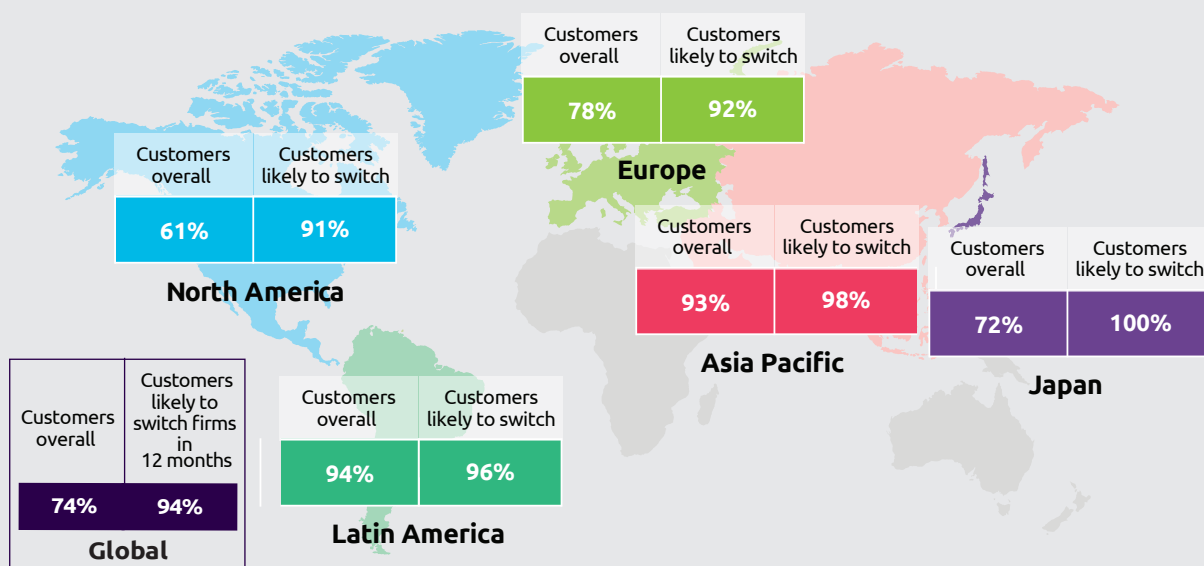 Customers overall
Customers likely to switch
78%
92%
Europe
Customers overall
Customers likely to switch
61%
91%
North America
Customers overall
Customers likely to switch
93%
98%
Asia Pacific
Customers overall
Customers likely to switch
72%
100%
Japan
Customers overall
Customers likely to switch firms in 12 months
74%
94%
Global
Customers overall
Customers likely to switch
94%
96%
Latin America